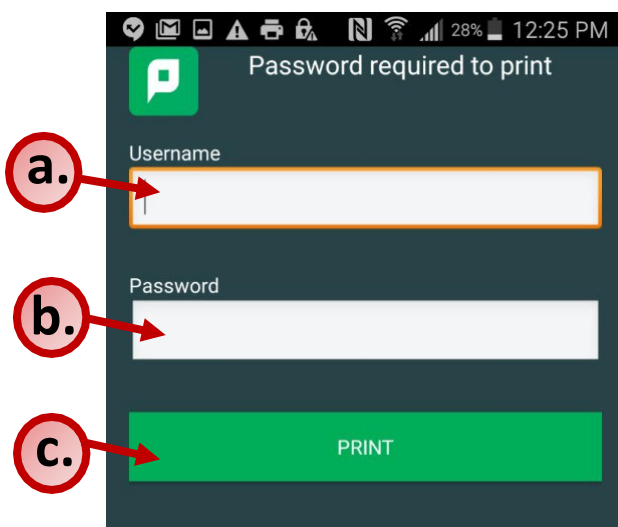 28% 12:25 PM
Password required to print
Username
a.
Password
b.
PRINT
c.